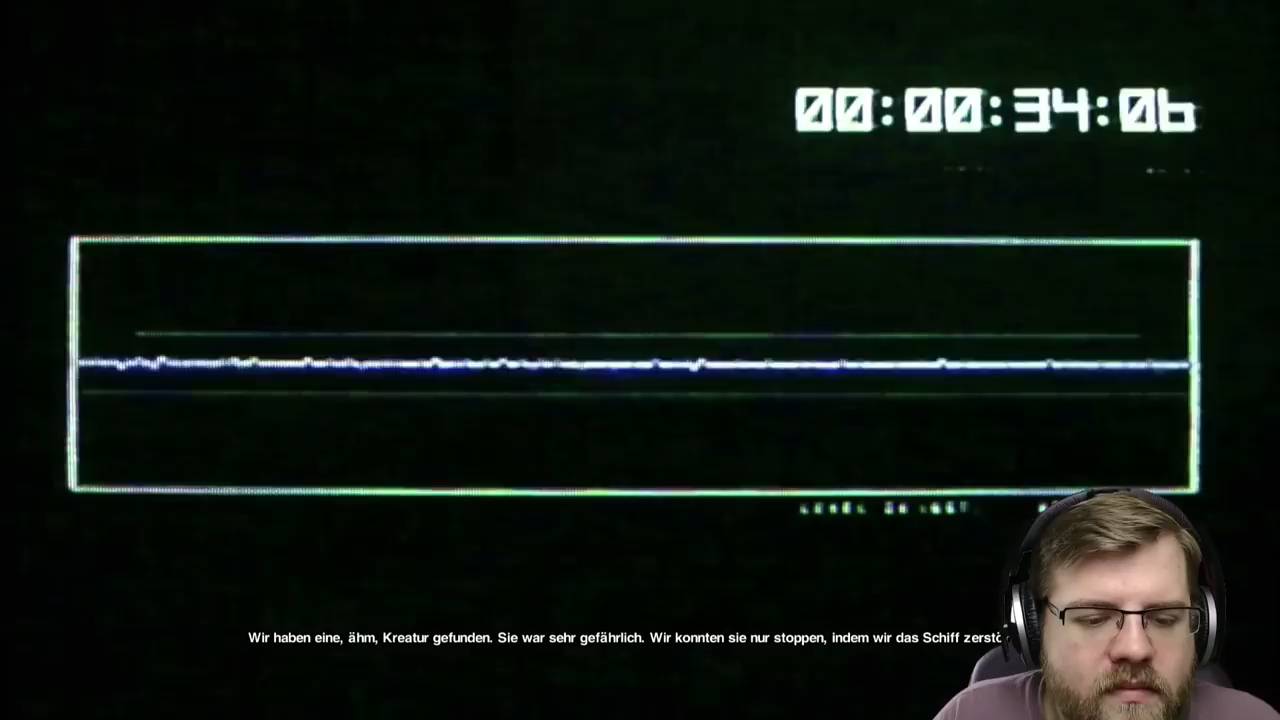 00:00:34:06
Wir haben eine, ähm, Kreatur gefunden. Sie war sehr gefährlich. Wir konnten sie nur stoppen, indem wir das Schiff